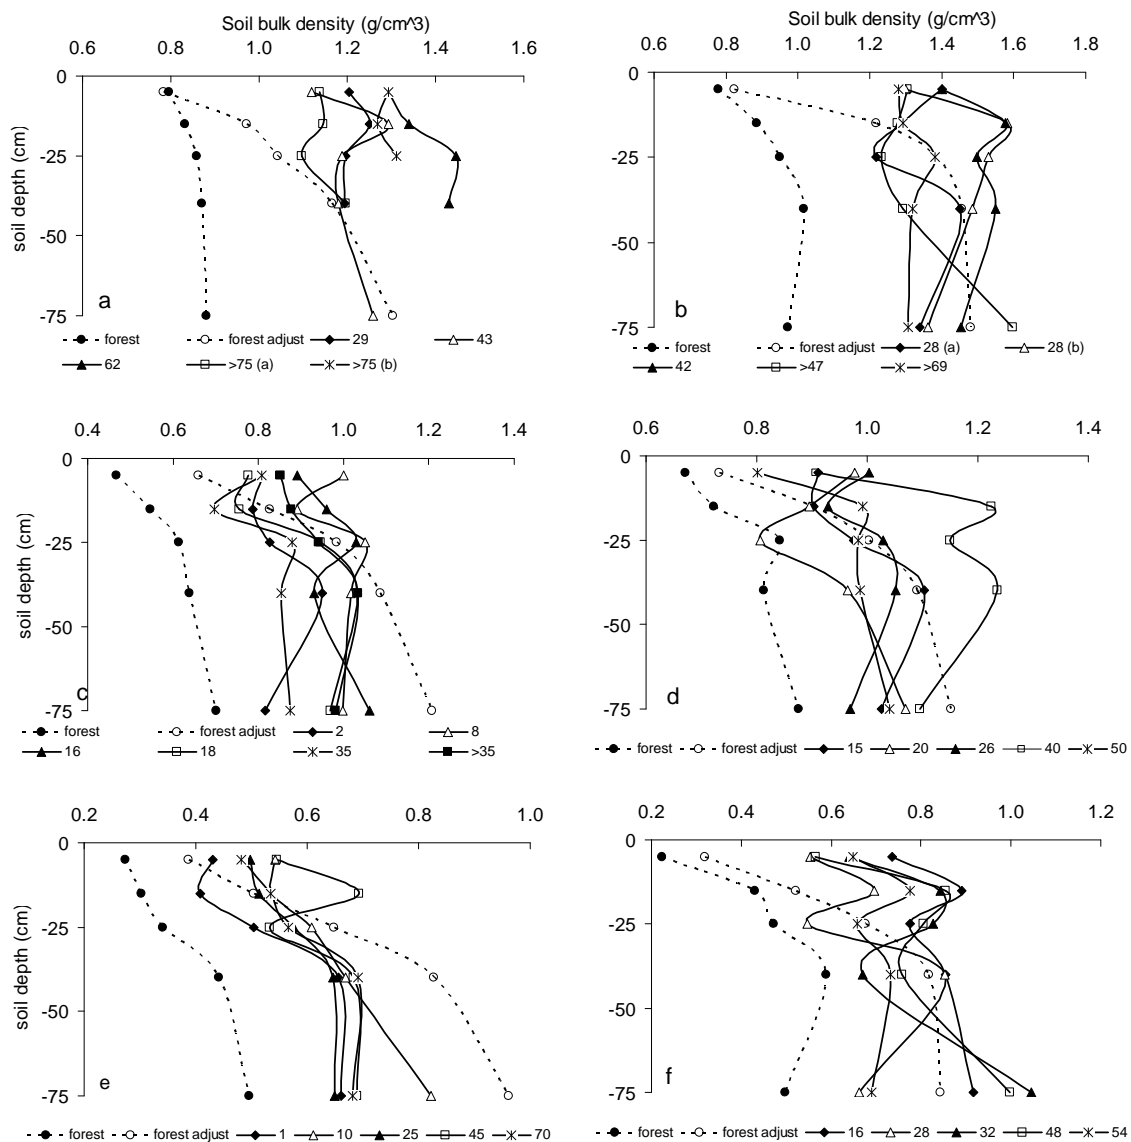 Soil bulk density (g/cm^3)
0.6 0.8 1.0 1.2 1.4 1.6
0
-25
-50
-75
soil depth (cm)
a
forest forest adjust 29 43
62 >75 (a) >75 (b)
Soil bulk density (g/cm^3)
0.6 0.8 1.0 1.2 1.4 1.6 1.8
0
-25
-50
-75
b
forest forest adjust 28 (a) 28 (b)
42 >47 >69
0.4 0.6 0.8 1.0 1.2 1.4
0
-25
-50
-75
soil depth (cm)
c
forest forest adjust 2 8
16 18 35 >35
0.6 0.8 1.0 1.2 1.4
0
-25
-50
-75
d
forest forest adjust 15 20 26 40 50
0.2 0.4 0.6 0.8 1.0
0
-25
-50
-75
soil depth (cm)
e
forest forest adjust 1 10 25 45 70
0.2 0.4 0.6 0.8 1.0 1.2
0
-25
-50
-75
f
forest forest adjust 16 28 32 48 54